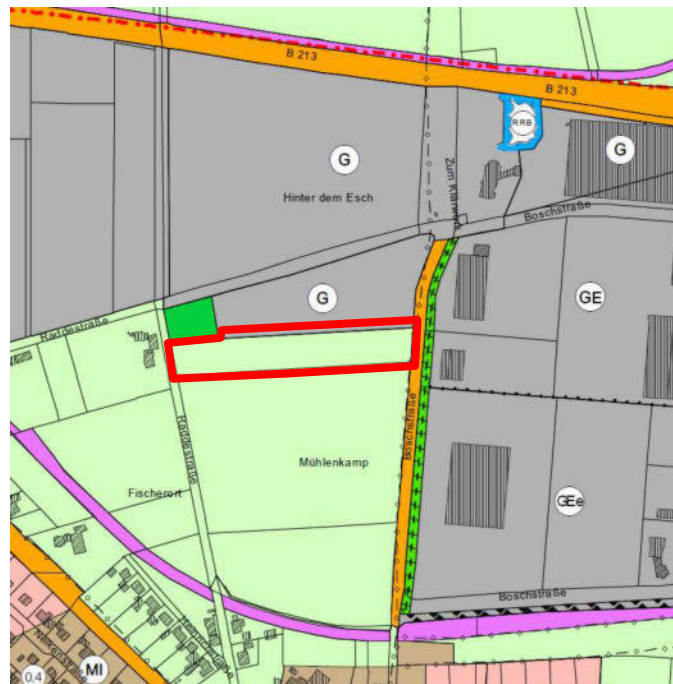 B 213
B 213
RRB
G
G
Zum Klärwerk
Hinter dem Esch
Boschstraße
G
GE
Raddestraße
Raddestraße
Boschstraße
Mühlenkamp
Fischerort
GEe
Boschstraße
0,4
MI